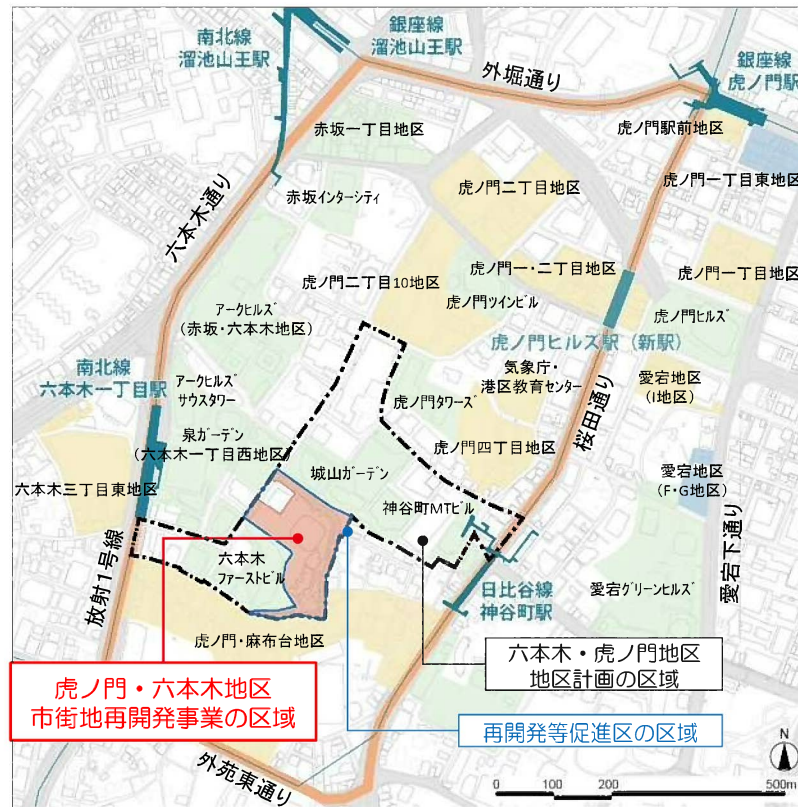 南北線
溜池山王駅
銀座線
溜池山王駅
外堀通り
銀座線
虎ノ門駅
赤坂一丁目地区
虎ノ門駅前地区
六本木通り
赤坂インターシティ
虎ノ門二丁目地区
虎ノ門一丁目東地区
虎ノ門二丁目10地区
虎ノ門一・二丁目地区
虎ノ門一丁目地区
アークヒルズ
(赤坂・六本木地区)
虎ノ門ツインビル
虎ノ門ヒルズ
虎ノ門ヒルズ駅(新駅)
南北線
六本木一丁目駅
アークヒルズ
サウスタワー
気象庁・
港区教育センター
愛宕地区
(I地区)
虎ノ門タワーズ
桜田通り
泉ガーデン
(六本木一丁目西地区)
虎ノ門四丁目地区
城山ガーデン
六本木三丁目東地区
神谷町MTビル
愛宕地区
(F・G地区)
愛宕下通り
放射1号線
六本木
ファーストビル
日比谷線
神谷町駅
愛宕グリーンヒルズ
虎ノ門・麻布台地区
六本木・虎ノ門地区
地区計画の区域
虎ノ門・六本木地区
市街地再開発事業の区域
再開発等促進区の区域
外苑東通り
N
0 100 200 500m